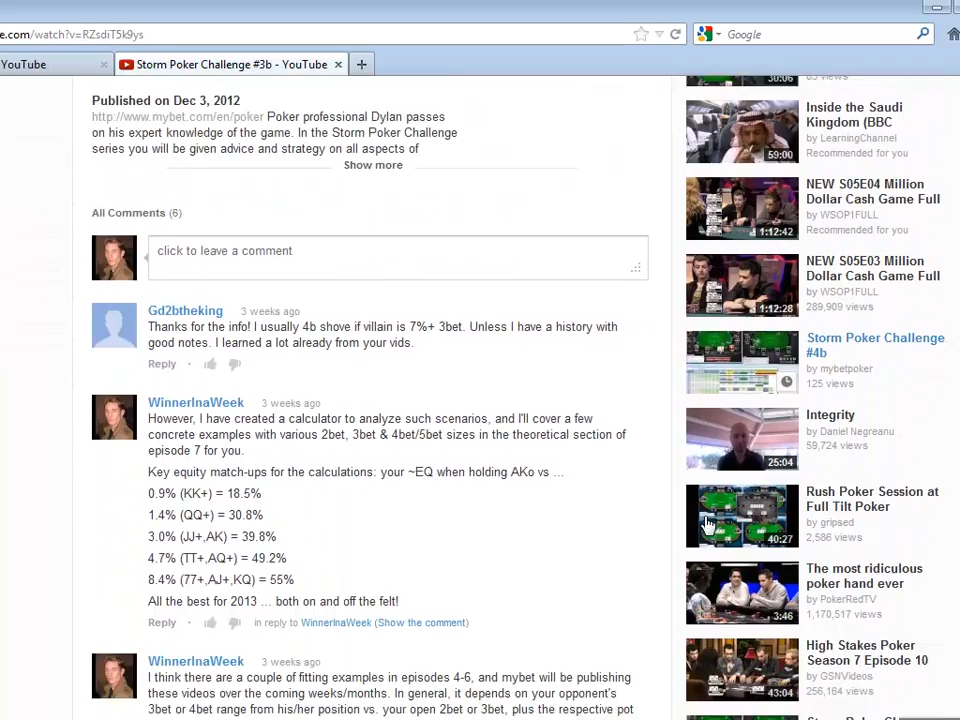 e.com/watch?v=RZsdiT5k9ys
Google
YouTube
Storm Poker Challenge #3b - YouTube
Published on Dec 3, 2012
http://www.mybet.com/en/poker Poker professional Dylan passes
on his expert knowledge of the game. In the Storm Poker Challenge
series you will be given advice and strategy on all aspects of
Show more
All Comments (6)
click to leave a comment
Gd2btheking 3 weeks ago
Thanks for the info! I usually 4b shove if villain is 7%+ 3bet. Unless I have a history with
good notes. I learned a lot already from your vids.
Reply
WinnerInaWeek 3 weeks ago
However, I have created a calculator to analyze such scenarios, and I'll cover a few
concrete examples with various 2bet, 3bet & 4bet/5bet sizes in the theoretical section of
episode 7 for you.
Key equity match-ups for the calculations: your ~EQ when holding AKo vs ...
0.9% (KK+) = 18.5%
1.4% (QQ+) = 30.8%
3.0% (JJ+,AK) = 39.8%
4.7% (TT+,AQ+) = 49.2%
8.4% (77+,AJ+,KQ) = 55%
All the best for 2013 ... both on and off the felt!
Reply in reply to WinnerInaWeek (Show the comment)
WinnerInaWeek 3 weeks ago
I think there are a couple of fitting examples in episodes 4-6, and mybet will be publishing
these videos over the coming weeks/months. In general, it depends on your opponent's
3bet or 4bet range from his/her position vs. your open 2bet or 3bet, plus the respective pot
30:06
Inside the Saudi
Kingdom (BBC
by LearningChannel
Recommended for you
59:00
NEW S05E04 Million
Dollar Cash Game Full
by WSOP1FULL
Recommended for you
1:12:42
NEW S05E03 Million
Dollar Cash Game Full
by WSOP1FULL
289,909 views
1:12:28
Storm Poker Challenge
#4b
by mybetpoker
125 views
Integrity
by Daniel Negreanu
59,724 views
25:04
Rush Poker Session at
Full Tilt Poker
by gripsed
2,586 views
40:27
The most ridiculous
poker hand ever
by PokerRedTV
1,170,517 views
3:46
High Stakes Poker
Season 7 Episode 10
by GSNVideos
256,164 views
43:04